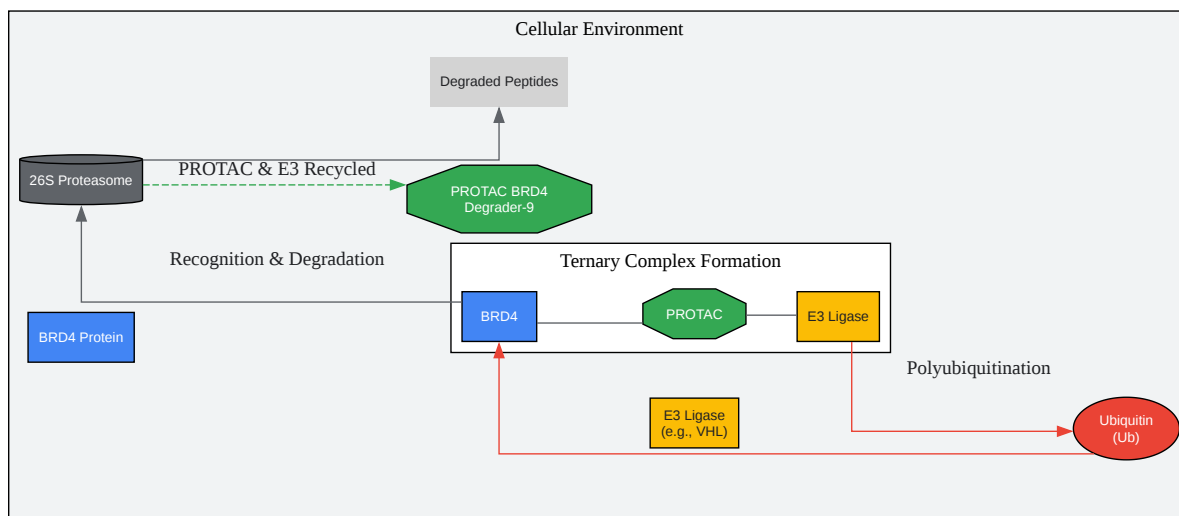 Cellular Environment
Degraded Peptides
26S Proteasome
PROTAC & E3 Recycled
PROTAC BRD4
Degrader-9
Recognition & Degradation
Ternary Complex Formation
BRD4
PROTAC
E3 Ligase
BRD4 Protein
Polyubiquitination
E3 Ligase
(e.g., VHL)
Ubiquitin
(Ub)